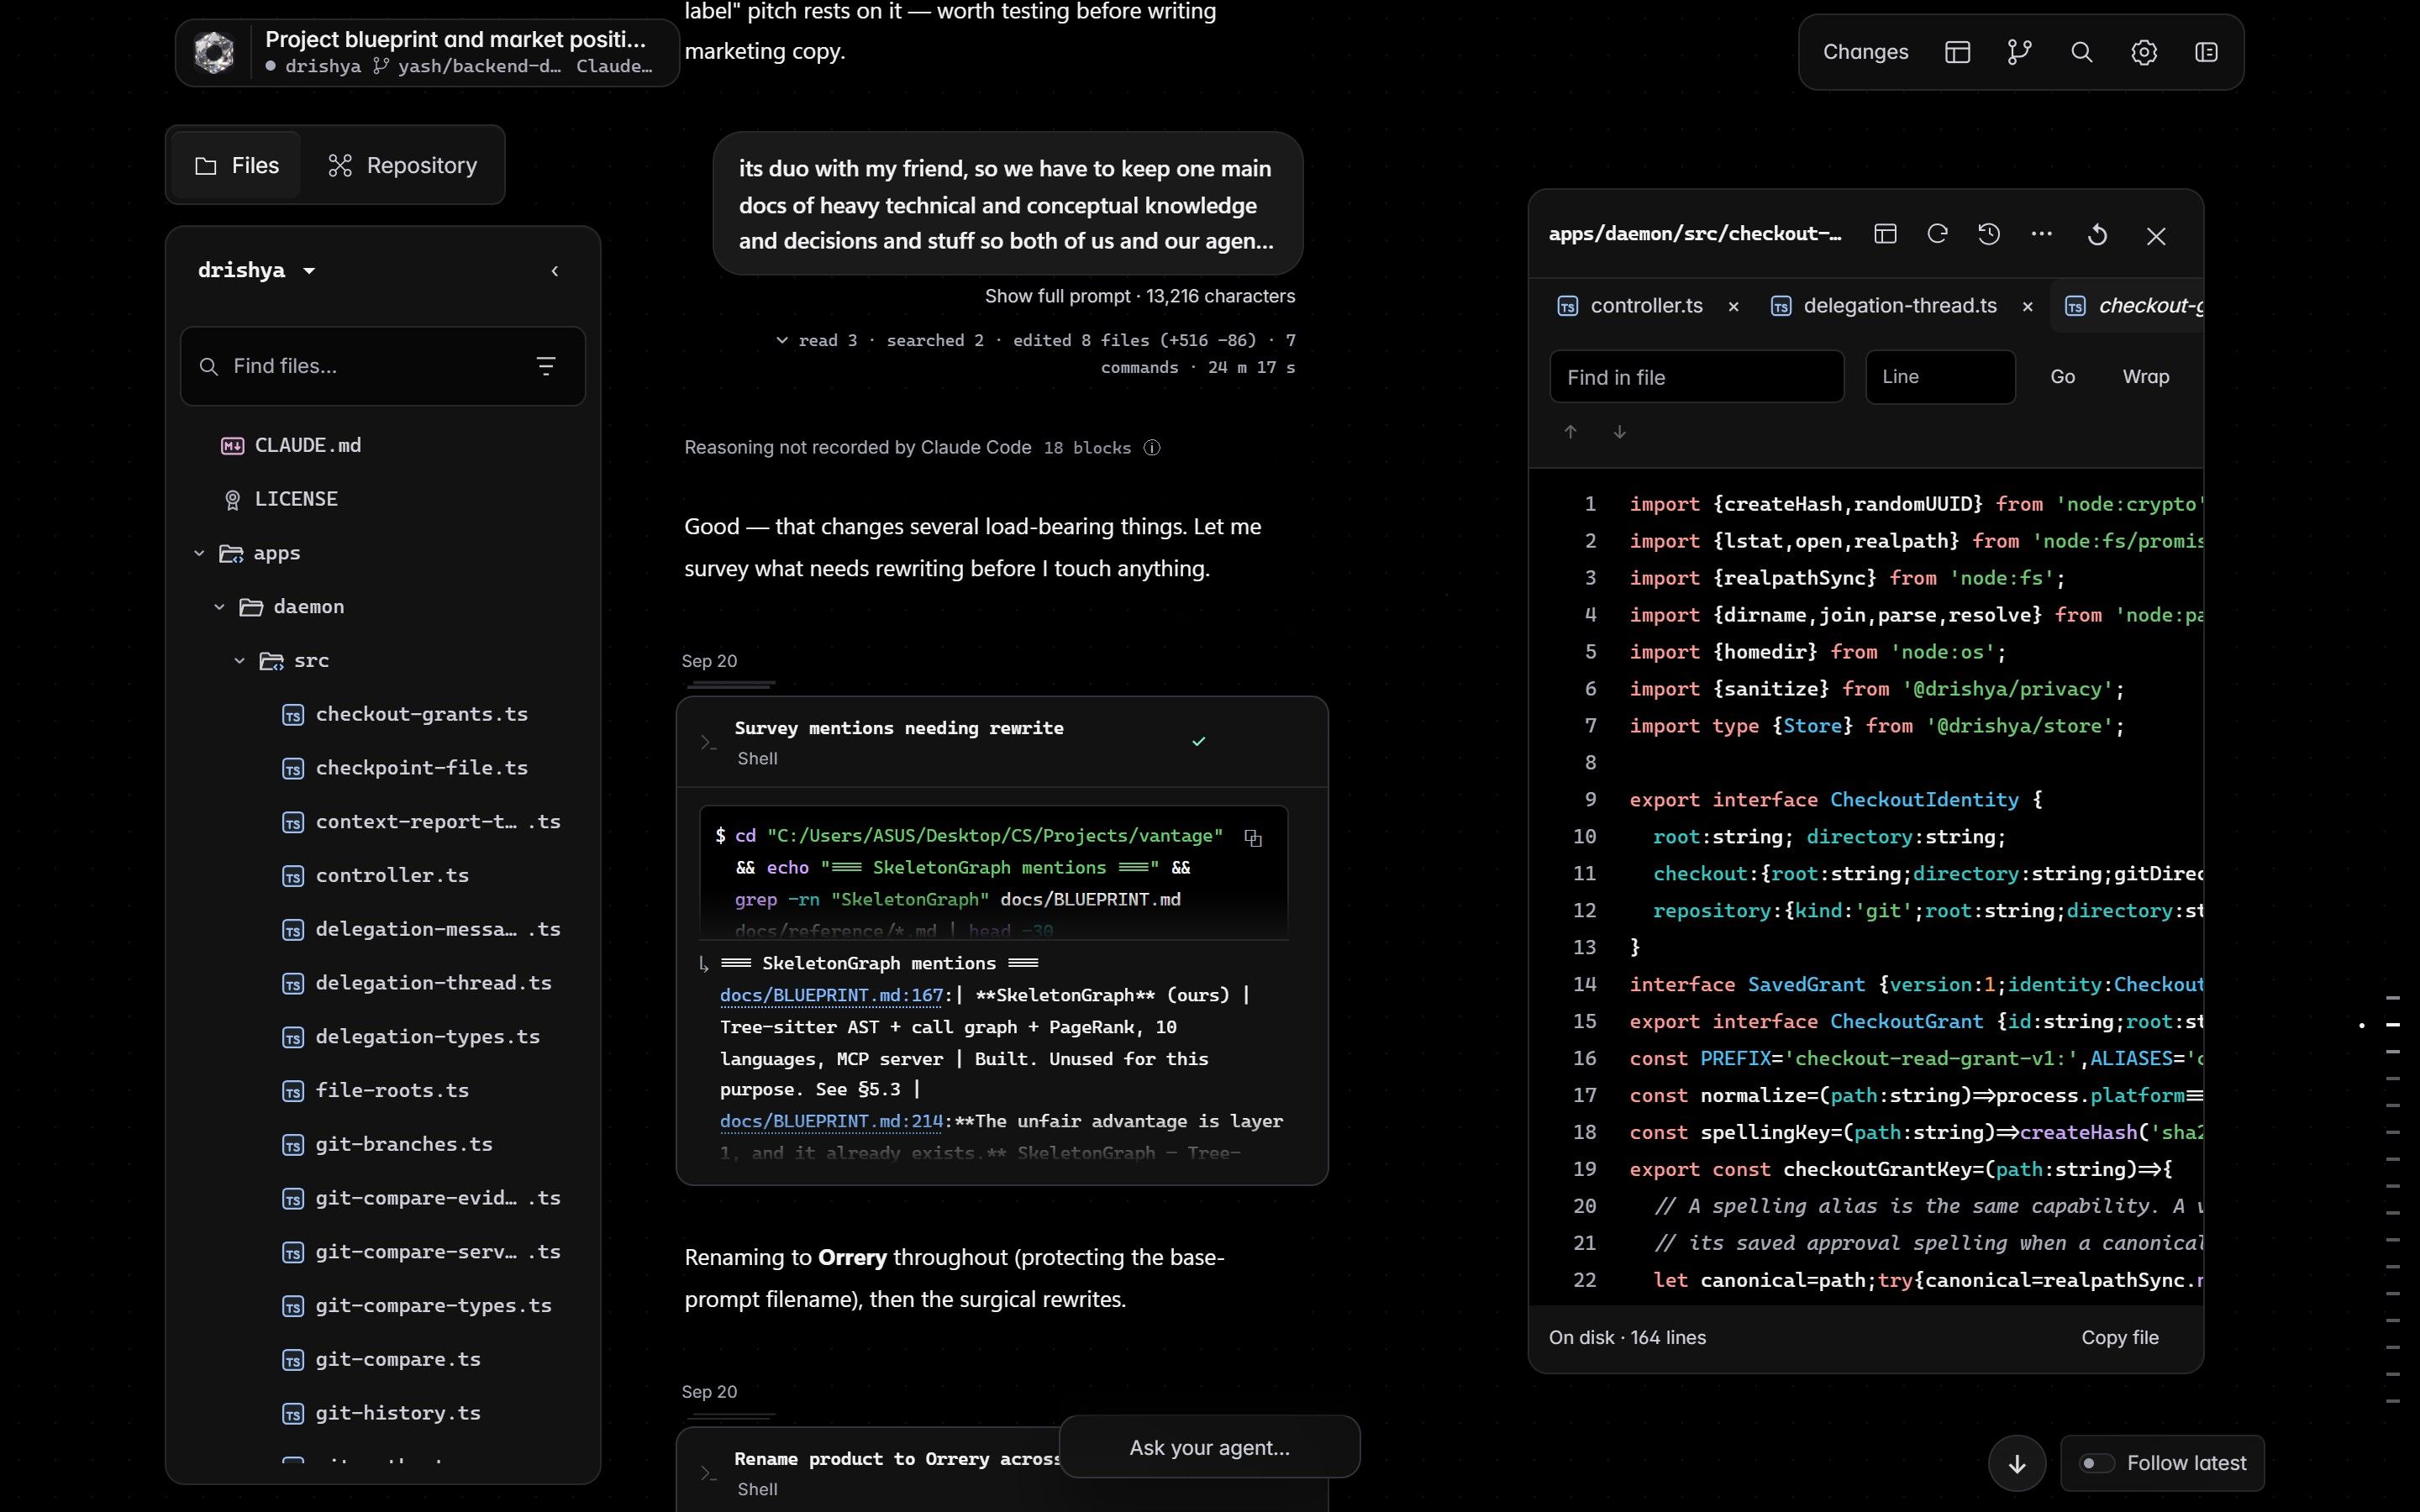 label" pitch rests on it — worth testing before writing
marketing copy.
Project blueprint and market positi...
drishya yash/backend-d... Claude...
Changes
Files
Repository
drishya
Find files...
CLAUDE.md
LICENSE
apps
daemon
src
checkout-grants.ts
checkpoint-file.ts
context-report-t... .ts
controller.ts
delegation-messa... .ts
delegation-thread.ts
delegation-types.ts
file-roots.ts
git-branches.ts
git-compare-evid... .ts
git-compare-serv... .ts
git-compare-types.ts
git-compare.ts
git-history.ts
its duo with my friend, so we have to keep one main
docs of heavy technical and conceptual knowledge
and decisions and stuff so both of us and our agen...
Show full prompt · 13,216 characters
read 3 · searched 2 · edited 8 files (+516 −86) · 7
commands · 24 m 17 s
Reasoning not recorded by Claude Code 18 blocks
Good — that changes several load-bearing things. Let me
survey what needs rewriting before I touch anything.
Sep 20
Survey mentions needing rewrite
Shell
$ cd "C:/Users/ASUS/Desktop/CS/Projects/vantage"
&& echo "=== SkeletonGraph mentions ===" &&
grep -rn "SkeletonGraph" docs/BLUEPRINT.md
docs/reference/*.md | head -30
=== SkeletonGraph mentions ===
docs/BLUEPRINT.md:167:| **SkeletonGraph** (ours) |
Tree-sitter AST + call graph + PageRank, 10
languages, MCP server | Built. Unused for this
purpose. See §5.3 |
docs/BLUEPRINT.md:214:**The unfair advantage is layer
1, and it already exists.** SkeletonGraph — Tree-
Renaming to Orrery throughout (protecting the base-
prompt filename), then the surgical rewrites.
Sep 20
Rename product to Orrery across
Shell
Ask your agent...
apps/daemon/src/checkout-...
controller.ts
delegation-thread.ts
checkout-g
Find in file
Line
Go
Wrap
1 import {createHash,randomUUID} from 'node:crypto'
2 import {lstat,open,realpath} from 'node:fs/promis
3 import {realpathSync} from 'node:fs';
4 import {dirname,join,parse,resolve} from 'node:pa
5 import {homedir} from 'node:os';
6 import {sanitize} from '@drishya/privacy';
7 import type {Store} from '@drishya/store';
8
9 export interface CheckoutIdentity {
10 root:string; directory:string;
11 checkout:{root:string;directory:string;gitDirec
12 repository:{kind:'git';root:string;directory:st
13 }
14 interface SavedGrant {version:1;identity:Checkout
15 export interface CheckoutGrant {id:string;root:st
16 const PREFIX='checkout-read-grant-v1:',ALIASES='c
17 const normalize=(path:string)=>process.platform==
18 const spellingKey=(path:string)=>createHash('sha2
19 export const checkoutGrantKey=(path:string)=>{
20 // A spelling alias is the same capability. A
21 // its saved approval spelling when a canonical
22 let canonical=path;try{canonical=realpathSync.
On disk · 164 lines
Copy file
Follow latest